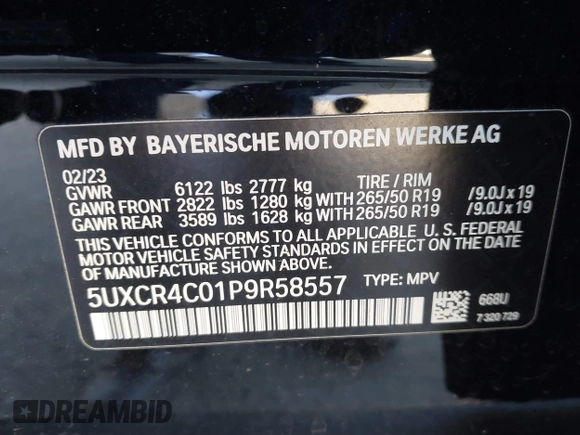 MFD BY BAYERISCHE MOTOREN WERKE AG
02/23
GVWR 6122 lbs 2777 kg TIRE / RIM
GAWR FRONT 2822 lbs 1280 kg WITH 265/50 R19 /9.0J x 19
GAWR REAR 3589 lbs 1628 kg WITH 265/50 R19 /9.0J x 19
THIS VEHICLE CONFORMS TO ALL APPLICABLE U. S. FEDERAL
MOTOR VEHICLE SAFETY STANDARDS IN EFFECT ON THE DATE OF
MANUFACTURE SHOWN ABOVE.
5UXCR4C01P9R58557 TYPE: MPV
668U
7 320 729
DREAMBID